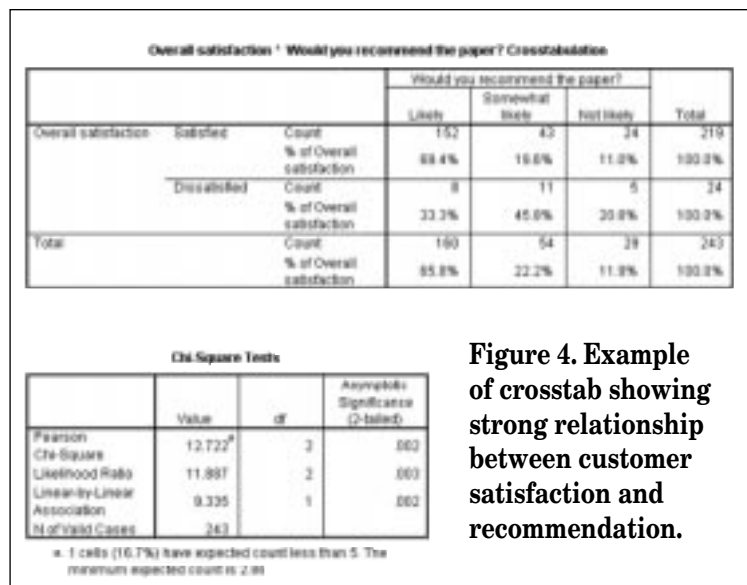 Overall satisfaction * Would you recommend the paper? Crosstabulation
Would you recommend the paper?
Likely Somewhat likely Not likely Total
Overall satisfaction Satisfied Count 152 43 24 219
% of Overall satisfaction 69.4% 19.6% 11.0% 100.0%
Dissatisfied Count 8 11 5 24
% of Overall satisfaction 33.3% 45.8% 20.8% 100.0%
Total Count 160 54 29 243
% of Overall satisfaction 65.8% 22.2% 11.9% 100.0%
Chi-Square Tests
Value df Asymptotic Significance (2-tailed)
Pearson Chi-Square 12.722a 2 .002
Likelihood Ratio 11.887 2 .003
Linear-by-Linear Association 9.335 1 .002
N of Valid Cases 243
a. 1 cells (16.7%) have expected count less than 5. The
minimum expected count is
Figure 4. Example
of crosstab showing
strong relationship
between customer
satisfaction and
recommendation.